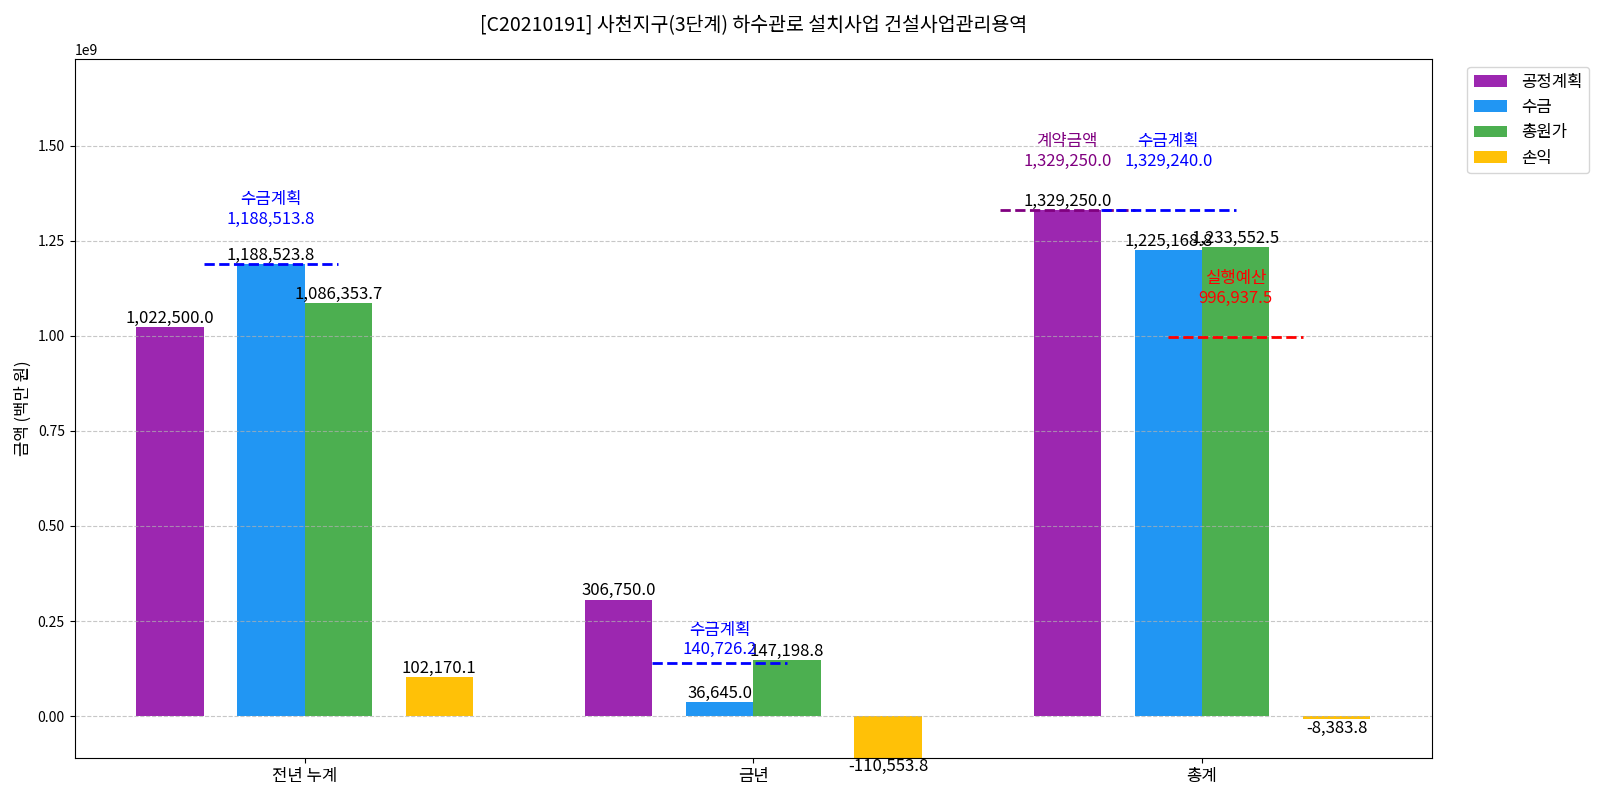 [C20210191] 사천지구(3단계) 하수관로 설치사업 건설사업관리용역
1e9
공정계획
수금
총원가
손익
금액 (백만 원)
1.50
1.25
1.00
0.75
0.50
0.25
0.00
수금계획
1,188,513.8
1,188,523.8
1,022,500.0
1,086,353.7
102,170.1
306,750.0
수금계획
140,726.2
36,645.0
147,198.8
-110,553.8
계약금액
1,329,250.0
수금계획
1,329,240.0
1,329,250.0
1,225,168.8
1,233,552.5
실행예산
996,937.5
-8,383.8
전년 누계
금년
총계